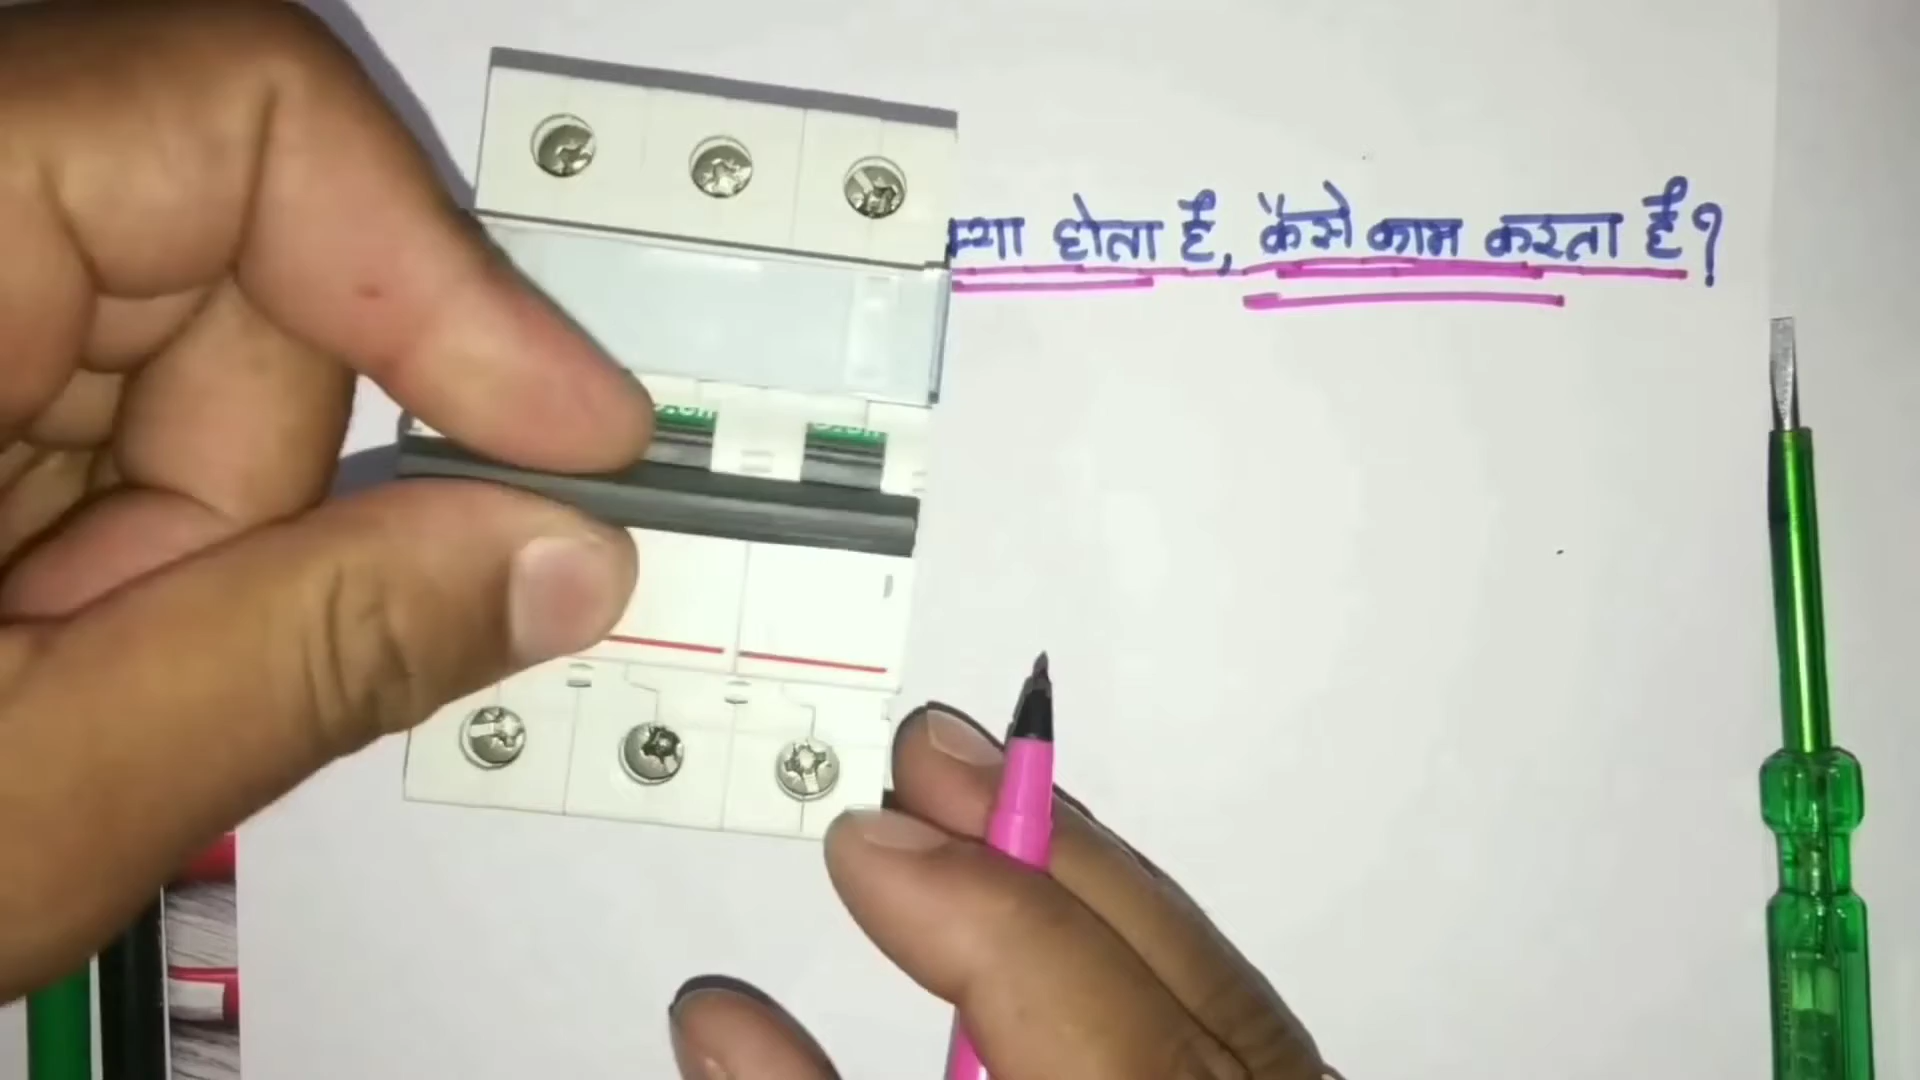 क्या होता है, कैसे काम करता है?